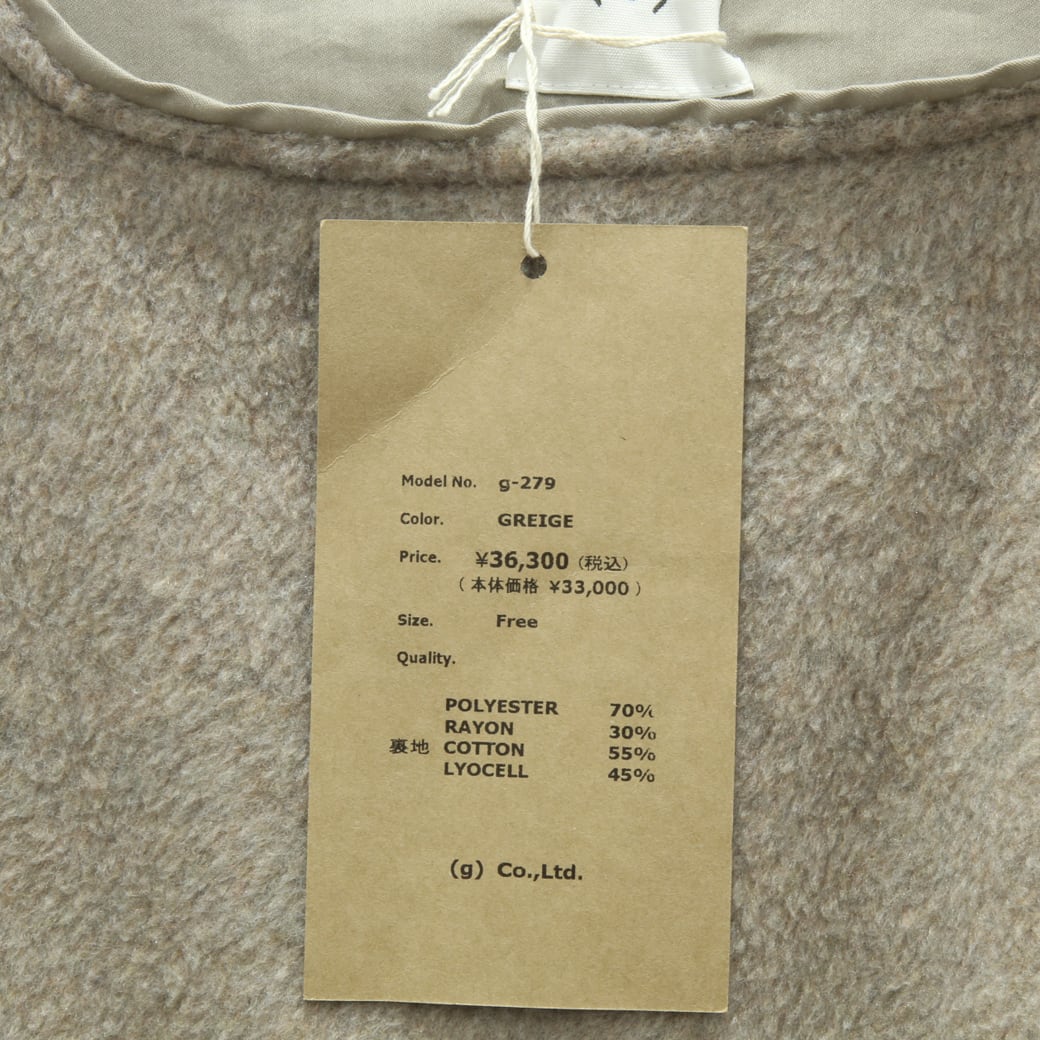 Model No. g-279
Color. GREIGE
Price. ¥36,300 (税込)
( 本体価格 ¥33,000 )
Size. Free
Quality.
POLYESTER 70%
RAYON 30%
裏地 COTTON 55%
LYOCELL 45%
(g) Co.,Ltd.